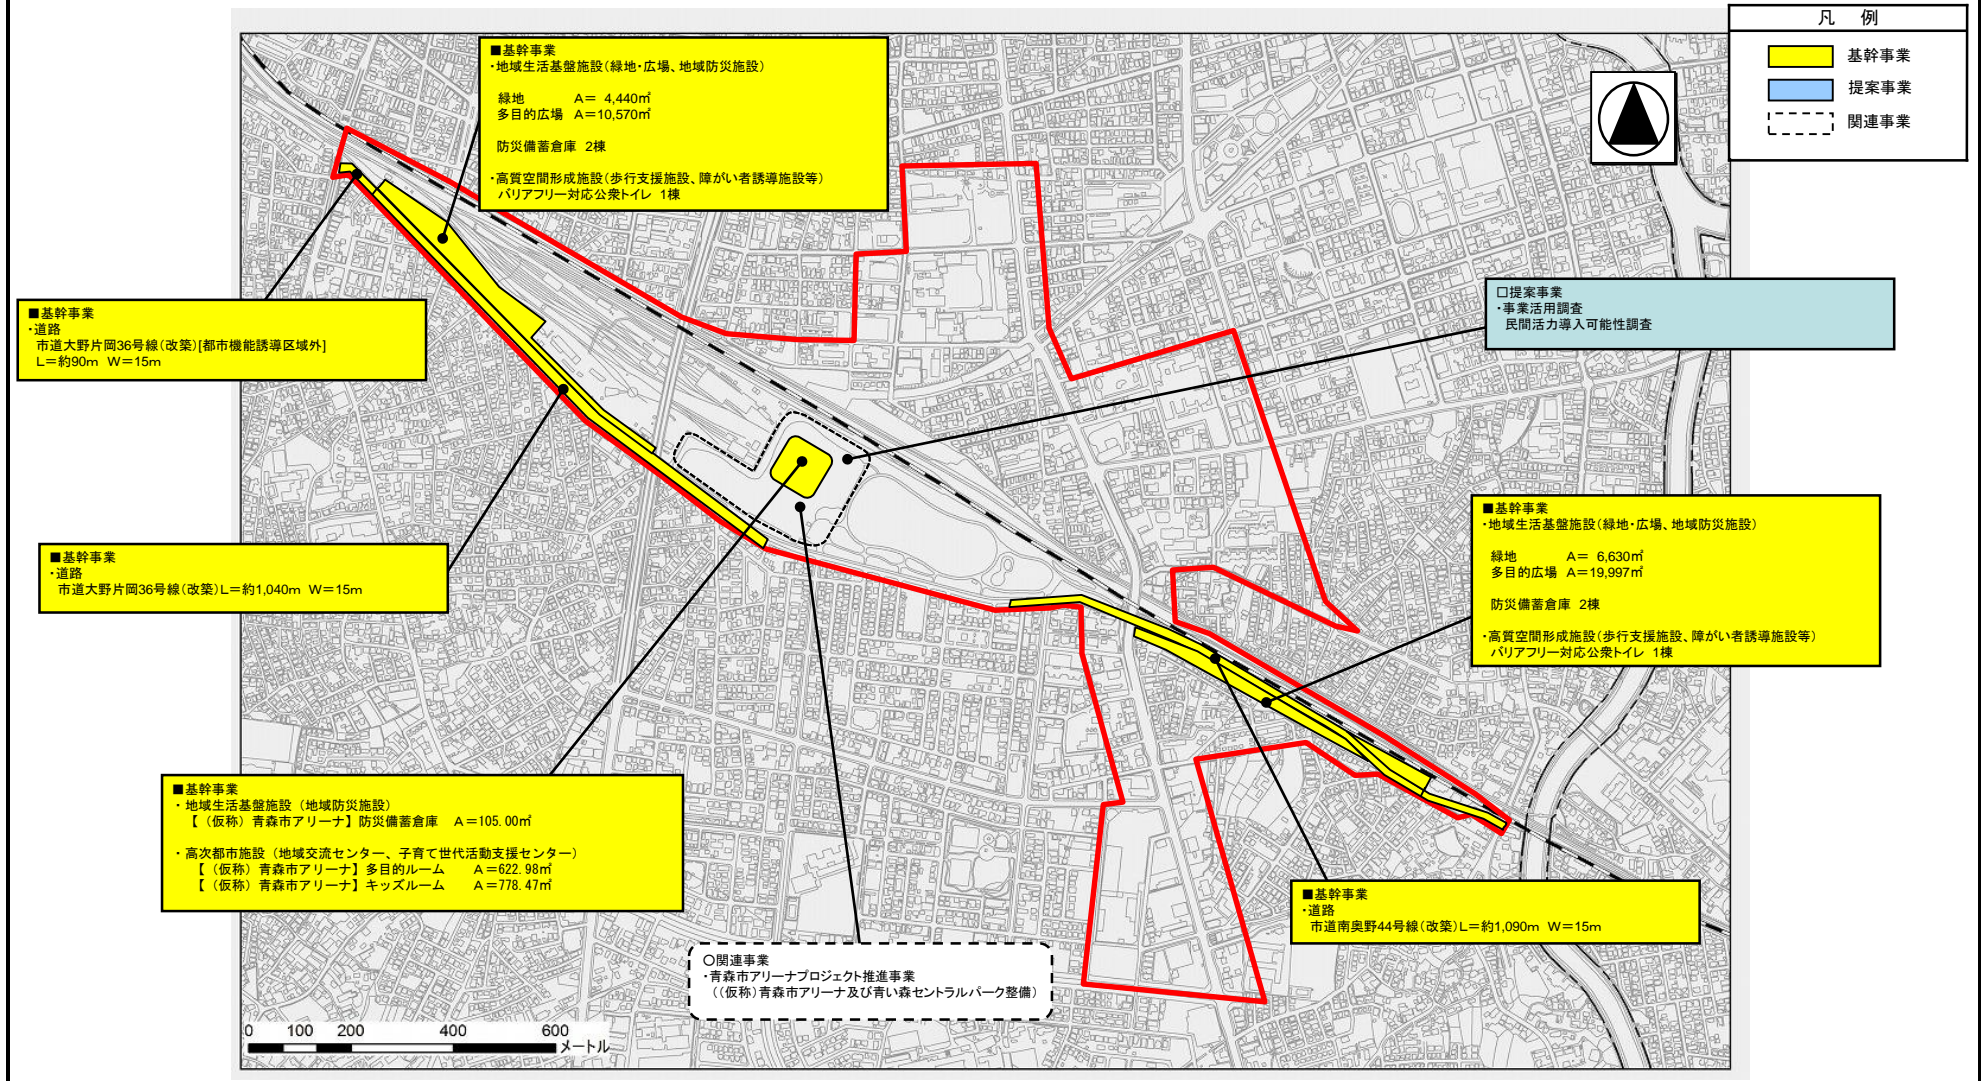 凡 例
基幹事業
提案事業
関連事業
■基幹事業
・地域生活基盤施設(緑地・広場、地域防災施設)
緑地 A= 4,440㎡
多目的広場 A=10,570㎡
防災備蓄倉庫 2棟
・高質空間形成施設(歩行支援施設、障がい者誘導施設等)
バリアフリー対応公衆トイレ 1棟
■基幹事業
・道路
市道大野片岡36号線(改築)[都市機能誘導区域外]
L=約90m W=15m
□提案事業
・事業活用調査
民間活力導入可能性調査
■基幹事業
・道路
市道大野片岡36号線(改築)L=約1,040m W=15m
■基幹事業
・地域生活基盤施設(緑地・広場、地域防災施設)
緑地 A= 6,630㎡
多目的広場 A=19,997㎡
防災備蓄倉庫 2棟
・高質空間形成施設(歩行支援施設、障がい者誘導施設等)
バリアフリー対応公衆トイレ 1棟
■基幹事業
・地域生活基盤施設(地域防災施設)
【(仮称)青森市アリーナ】防災備蓄倉庫 A=105.00㎡
・高次都市施設(地域交流センター、子育て世代活動支援センター)
【(仮称)青森市アリーナ】多目的ルーム A=622.98㎡
【(仮称)青森市アリーナ】キッズルーム A=778.47㎡
■基幹事業
・道路
市道南奥野44号線(改築)L=約1,090m W=15m
○関連事業
・青森市アリーナプロジェクト推進事業
((仮称)青森市アリーナ及び青い森セントラルパーク整備)
0 100 200 400 600
メートル